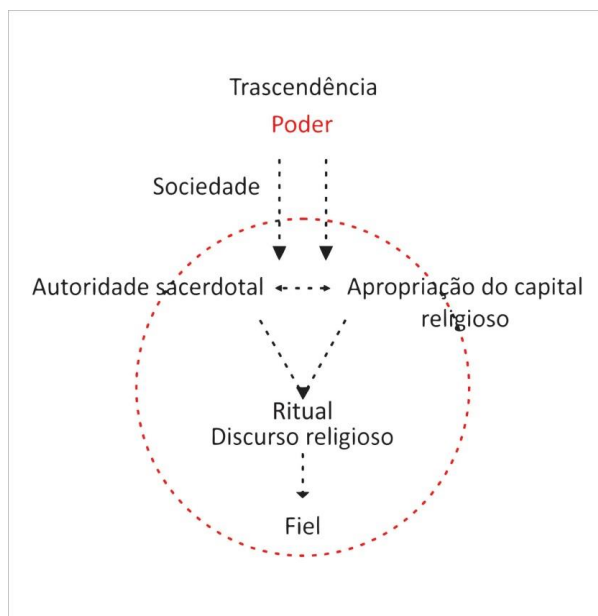 Trascendência
Poder
Sociedade
Autoridade sacerdotal
Apropriação do capital
religioso
Ritual
Discurso religioso
Fiel